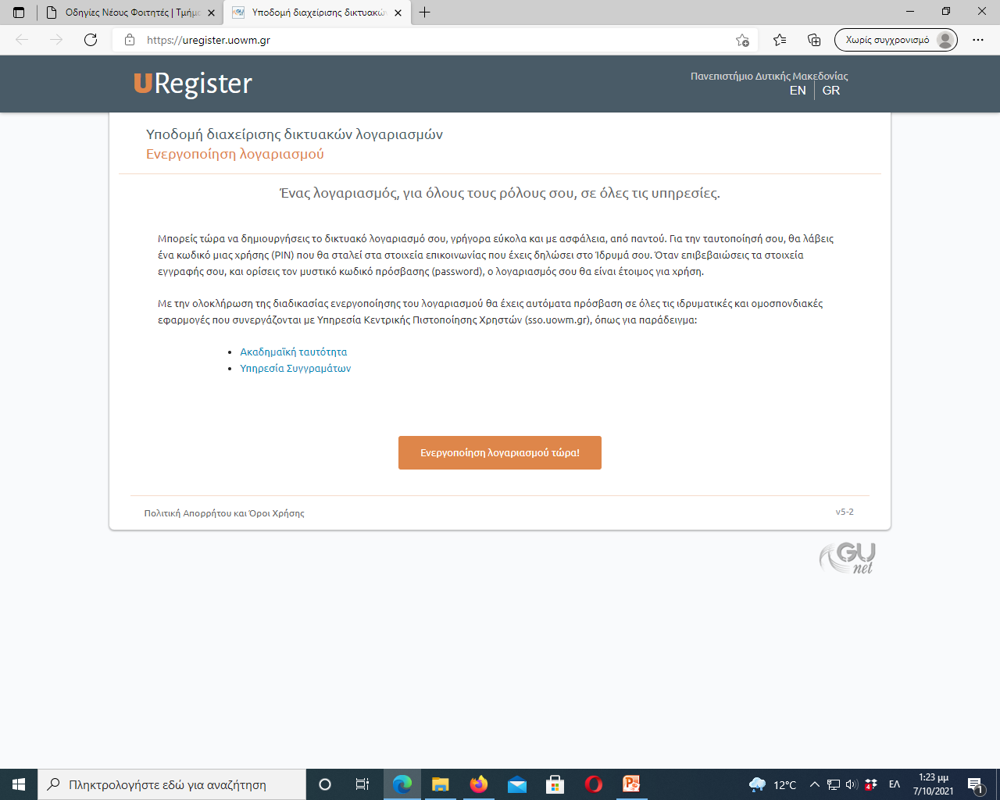 Οδηγίες Νέους Φοιτητές | Τμήμα
Υποδομή διαχείρισης δικτυακών
https://uregister.uowm.gr
Χωρίς συγχρονισμό
URegister
Πανεπιστήμιο Δυτικής Μακεδονίας
EN GR
Υποδομή διαχείρισης δικτυακών λογαριασμών
Ενεργοποίηση λογαριασμού
Ένας λογαριασμός, για όλους τους ρόλους σου, σε όλες τις υπηρεσίες.
Μπορείς τώρα να δημιουργήσεις το δικτυακό λογαριασμό σου, γρήγορα εύκολα και με ασφάλεια, από παντού. Για την ταυτοποίησή σου, θα λάβεις
ένα κωδικό μιας χρήσης (PIN) που θα σταλεί στα στοιχεία επικοινωνίας που έχεις δηλώσει στο Ίδρυμά σου. Όταν επιβεβαιώσεις τα στοιχεία
εγγραφής σου, και ορίσεις τον μυστικό κωδικό πρόσβασης (password), ο λογαριασμός σου θα είναι έτοιμος για χρήση.
Με την ολοκλήρωση της διαδικασίας ενεργοποίησης του λογαριασμού θα έχεις αυτόματα πρόσβαση σε όλες τις ιδρυματικές και ομοσπονδιακές
εφαρμογές που συνεργάζονται με Υπηρεσία Κεντρικής Πιστοποίησης Χρηστών (sso.uowm.gr), όπως για παράδειγμα:
Ακαδημαϊκή ταυτότητα
Υπηρεσία Συγγραμάτων
Ενεργοποίηση λογαριασμού τώρα!
Πολιτική Απορρήτου και Όροι Χρήσης
v5-2
GU
net
Πληκτρολογήστε εδώ για αναζήτηση
12°C
4
ΕΛ
1:23 μμ
7/10/2021
1